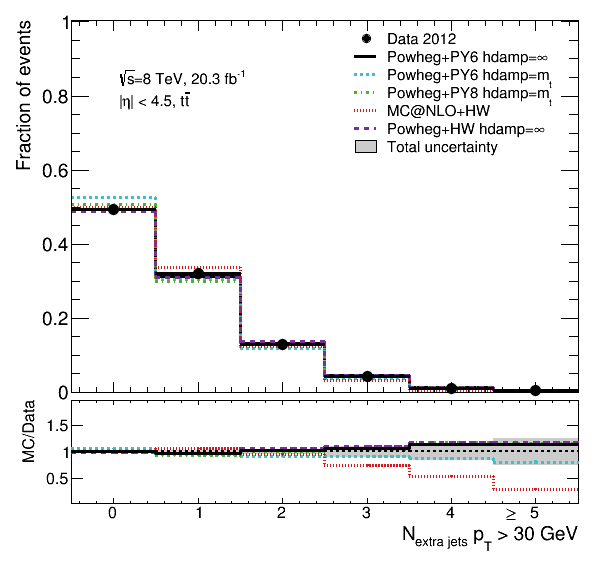 Fraction of events
1
0.8
0.6
0.4
0.2
0
√s=8 TeV, 20.3 fb⁻¹
|η| < 4.5, tt̄
Data 2012
Powheg+PY6 hdamp=∞
Powheg+PY6 hdamp=mₜ
Powheg+PY8 hdamp=mₜ
MC@NLO+HW
Powheg+HW hdamp=∞
Total uncertainty
MC/Data
1.5
1
0.5
0 1 2 3 4 ≥ 5
N extra jets p_T > 30 GeV